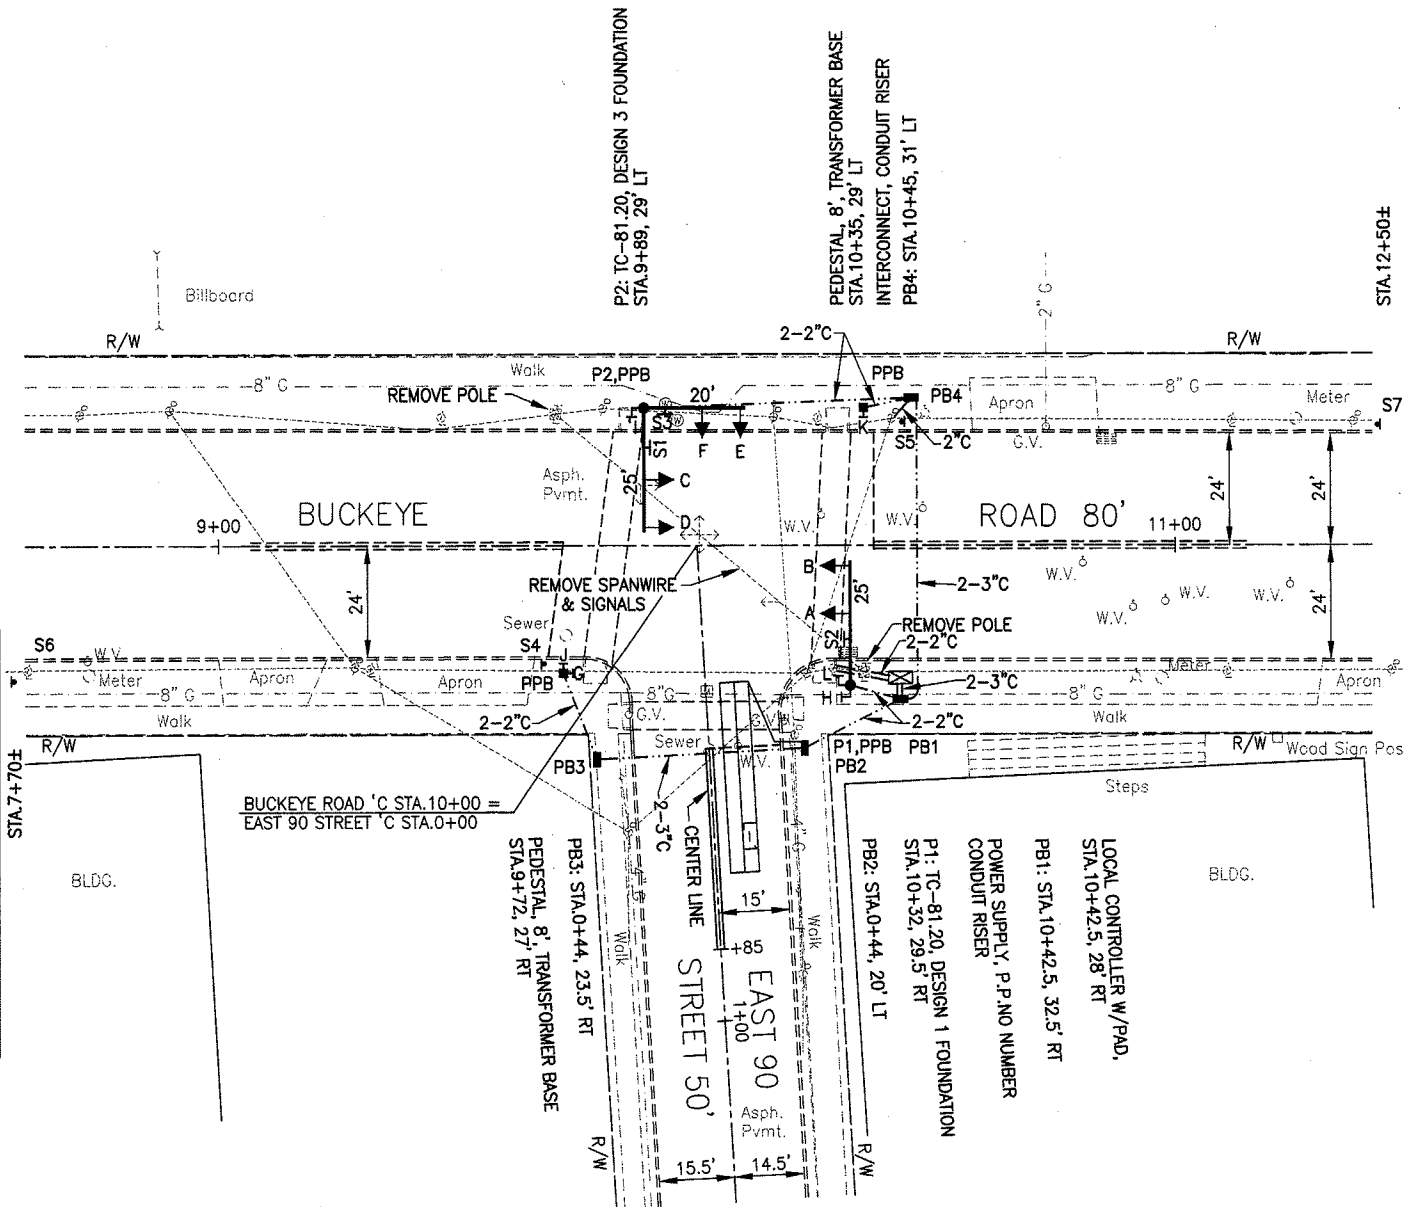 P2: TC-81.20, DESIGN 3 FOUNDATION
STA.9+89, 29' LT
PEDESTAL, 8', TRANSFORMER BASE
STA.10+35, 29' LT
INTERCONNECT, CONDUIT RISER
PB4: STA.10+45, 31' LT
STA.12+50±
Billboard
2" G
R/W
R/W
2-2"C
Walk
P2,PPB
PPB
8" G
20'
8" G
REMOVE POLE
PB4
Apron
Meter
S7
S3
K
S5
2"C
G.V.
S1
F
E
25'
C
Asph.
Pvmt.
24'
24'
BUCKEYE
D
W.V.
W.V.
ROAD 80'
9+00
11+00
REMOVE SPANWIRE
& SIGNALS
B
25'
W.V.
2-3"C
24'
A
W.V.
W.V.
W.V.
24'
Sewer
S2
REMOVE POLE
S6
W.V.
S4
J
2-2"C
Meter
Apron
Apron
G
L
2-3"C
Apron
Meter
8" G
PPB
8"G
H
8" G
2-2"C
G.V.
G.V.
2-2"C
Walk
Walk
R/W
Sewer
W.V.
P1,PPB
PB1
R/W
Wood Sign Pos
PB3
PB2
Steps
STA.7+70±
2-3"C
BUCKEYE ROAD 'C STA.10+00 =
EAST 90 STREET 'C STA.0+00
CENTER LINE
4" G
4" G
-1
BLDG.
BLDG.
PEDESTAL, 8', TRANSFORMER BASE
STA.9+72, 27' RT
PB3: STA.0+44, 23.5' RT
15'
Walk
Walk
+85
PB2: STA.0+44, 20' LT
P1: TC-81.20, DESIGN 1 FOUNDATION
STA.10+32, 29.5' RT
POWER SUPPLY, P.P.NO NUMBER
CONDUIT RISER
PB1: STA.10+42.5, 32.5' RT
LOCAL CONTROLLER W/PAD,
STA.10+42.5, 28' RT
EAST 90
STREET 50'
1+00
Asph.
Pvmt.
R/W
R/W
15.5'
14.5'